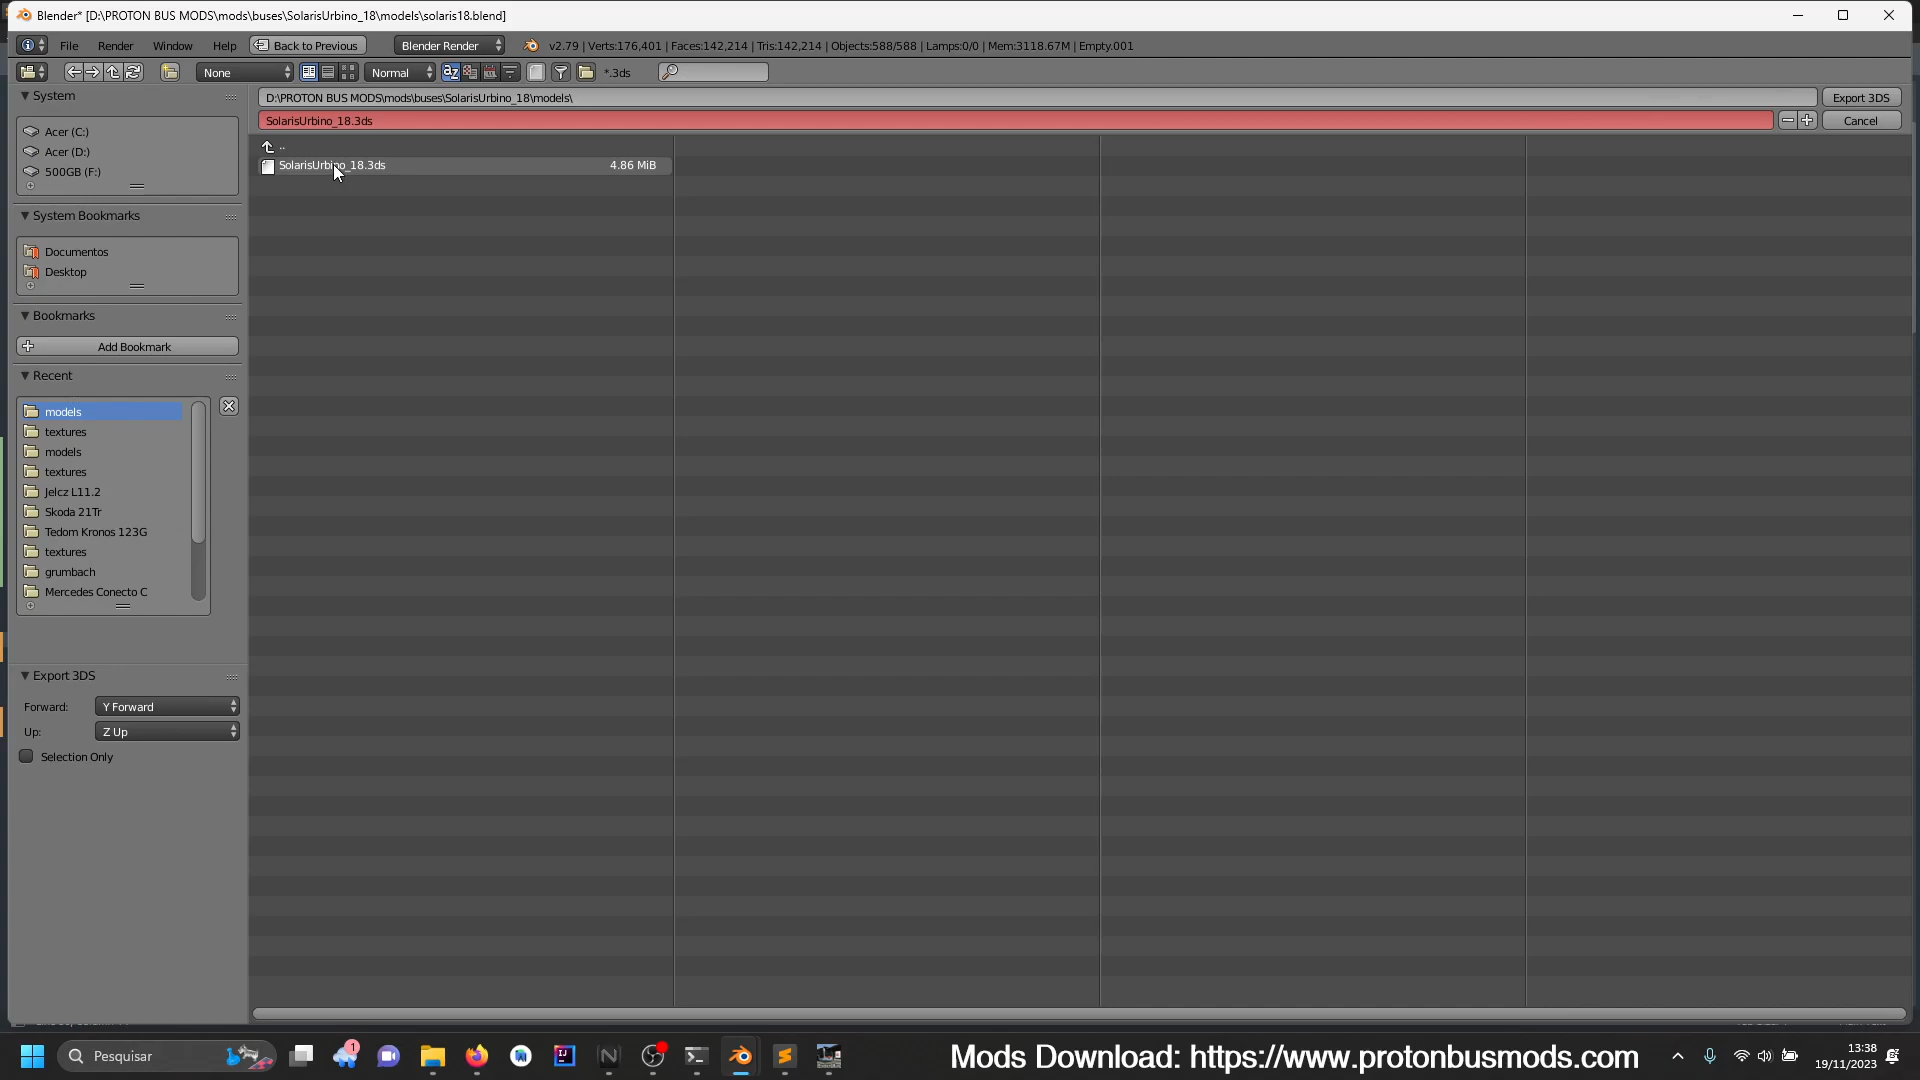 Blender* [D:\PROTON BUS MODS\mods\buses\SolarisUrbino_18\models\solaris18.blend]
File Render Window Help Back to Previous Blender Render v2.79 | Verts:176,401 | Faces:142,214 | Tris:142,214 | Objects:588/588 | Lamps:0/0 | Mem:3118.67M | Empty.001
None Normal *.3ds
System
D:\PROTON BUS MODS\mods\buses\SolarisUrbino_18\models\ Export 3DS
SolarisUrbino_18.3ds Cancel
Acer (C:)
Acer (D:)
500GB (F:)
..
SolarisUrbino_18.3ds 4.86 MiB
System Bookmarks
Documentos
Desktop
Bookmarks
Add Bookmark
Recent
models
textures
models
textures
Jelcz L11.2
Skoda 21Tr
Tedom Kronos 123G
textures
grumbach
Mercedes Conecto C
Export 3DS
Forward: Y Forward
Up: Z Up
Selection Only
Pesquisar
1
Mods Download: https://www.protonbusmods.com
13:38
19/11/2023